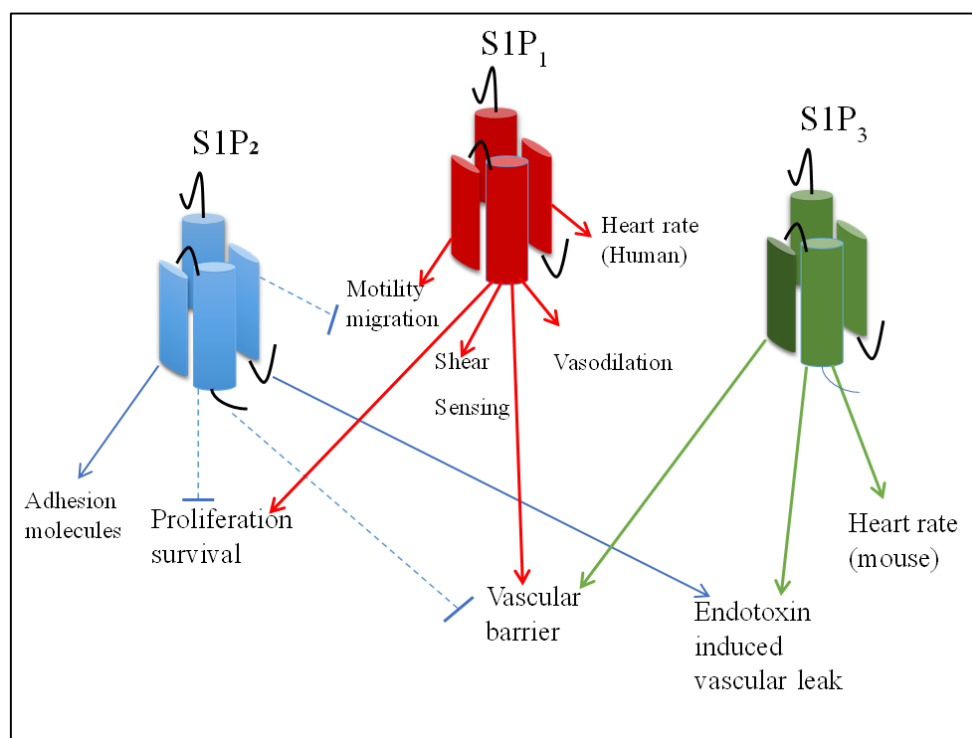 S1P₁
S1P₂
S1P₃
Heart rate
(Human)
Motility
migration
Shear
Sensing
Vasodilation
Adhesion
molecules
Proliferation
survival
Vascular
barrier
Endotoxin
induced
vascular leak
Heart rate
(mouse)